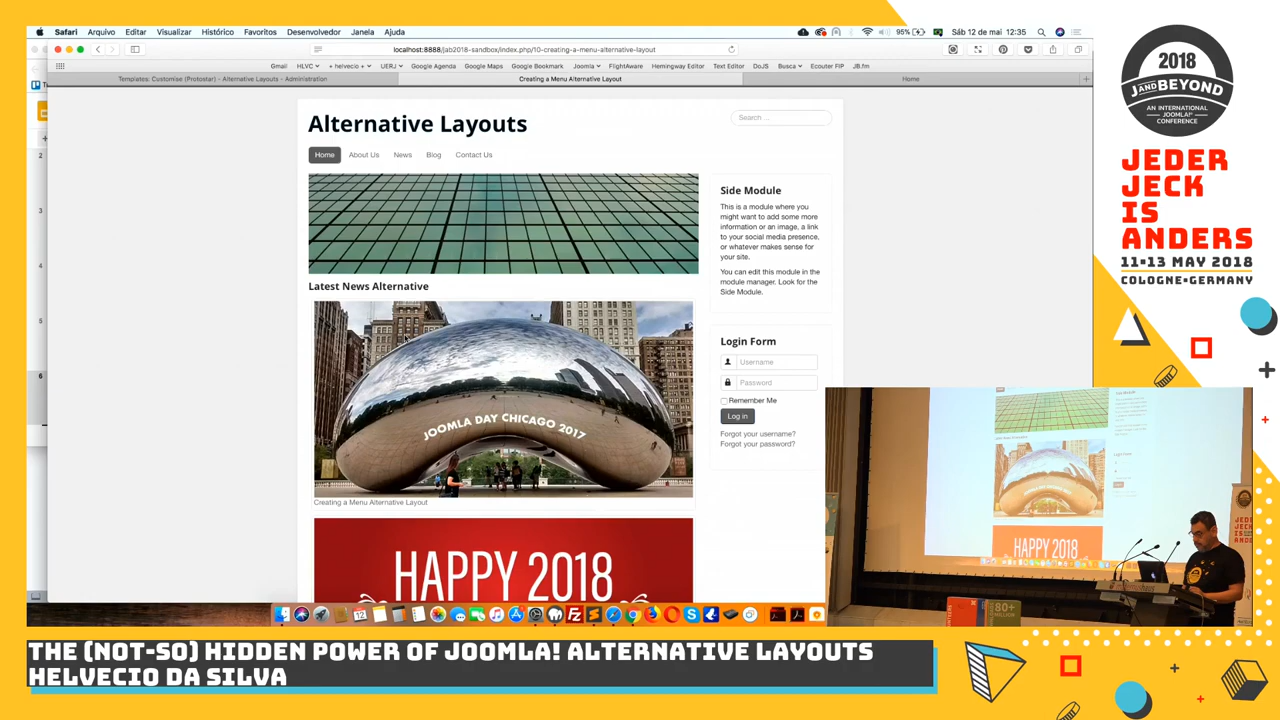 Safari Arquivo Editar Visualizar Histórico Favoritos Desenvolvedor Janela Ajuda 95% Sáb 12 de mai 12:35
localhost:8888/jab2018-sandbox/index.php/10-creating-a-menu-alternative-layout
Gmail HLVC + helvecio + UERJ Google Agenda Google Maps Google Bookmark Joomla FlightAware Hemingway Editor Text Editor DoJS Busca Ecouter FIP JB.fm
Templates: Customise (Protostar) - Alternative Layouts - Administration Creating a Menu Alternative Layout Home
Alternative Layouts
Search ...
Home About Us News Blog Contact Us
Latest News Alternative
JOOMLA DAY CHICAGO 2017
Creating a Menu Alternative Layout
HAPPY 2018
Side Module
This is a module where you
might want to add some more
information or an image, a link
to your social media presence,
or whatever makes sense for
your site.
You can edit this module in the
module manager. Look for the
Side Module.
Login Form
Username
Password
Remember Me
Log in
Forgot your username?
Forgot your password?
2
3
4
5
6
2018
J AND BEYOND
AN INTERNATIONAL
JOOMLA! CONFERENCE
JEDER
JECK
IS
ANDERS
11-13 MAY 2018
COLOGNE•GERMANY
HAPPY 2018
80+
THE (NOT-SO) HIDDEN POWER OF JOOMLA! ALTERNATIVE LAYOUTS
HELVECIO DA SILVA